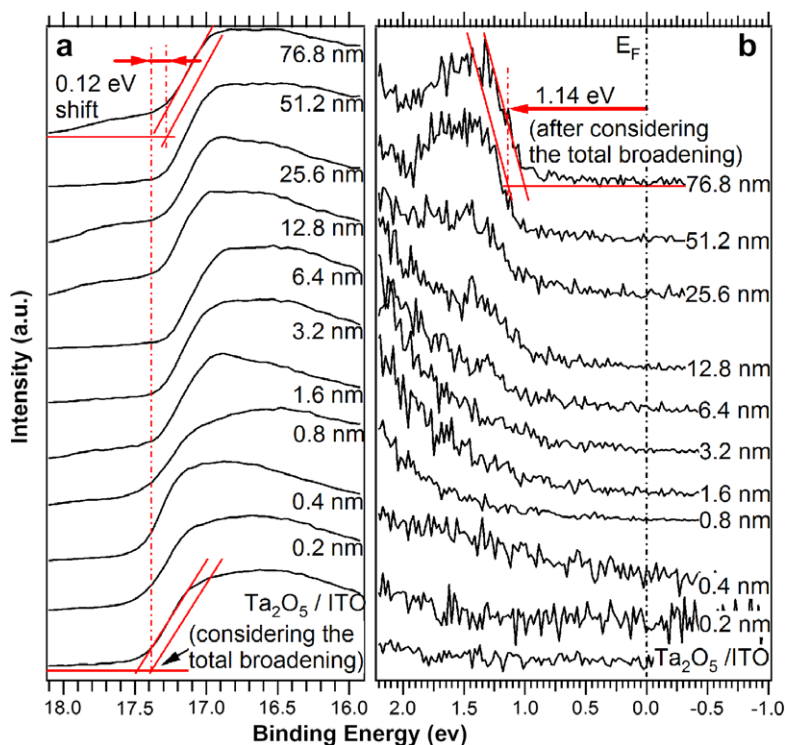 a
0.12 eV
shift
76.8 nm
51.2 nm
25.6 nm
12.8 nm
6.4 nm
3.2 nm
1.6 nm
0.8 nm
0.4 nm
0.2 nm
Ta₂O₅ / ITO
(considering the
total broadening)
18.0
17.5
17.0
16.5
16.0
b
E_F
1.14 eV
(after considering
the total broadening)
76.8 nm
51.2 nm
25.6 nm
12.8 nm
6.4 nm
3.2 nm
1.6 nm
0.8 nm
0.4 nm
0.2 nm
Ta₂O₅/ITO
2.0
1.5
1.0
0.5
0.0
-0.5
-1.0
Intensity (a.u.)
Binding Energy (ev)